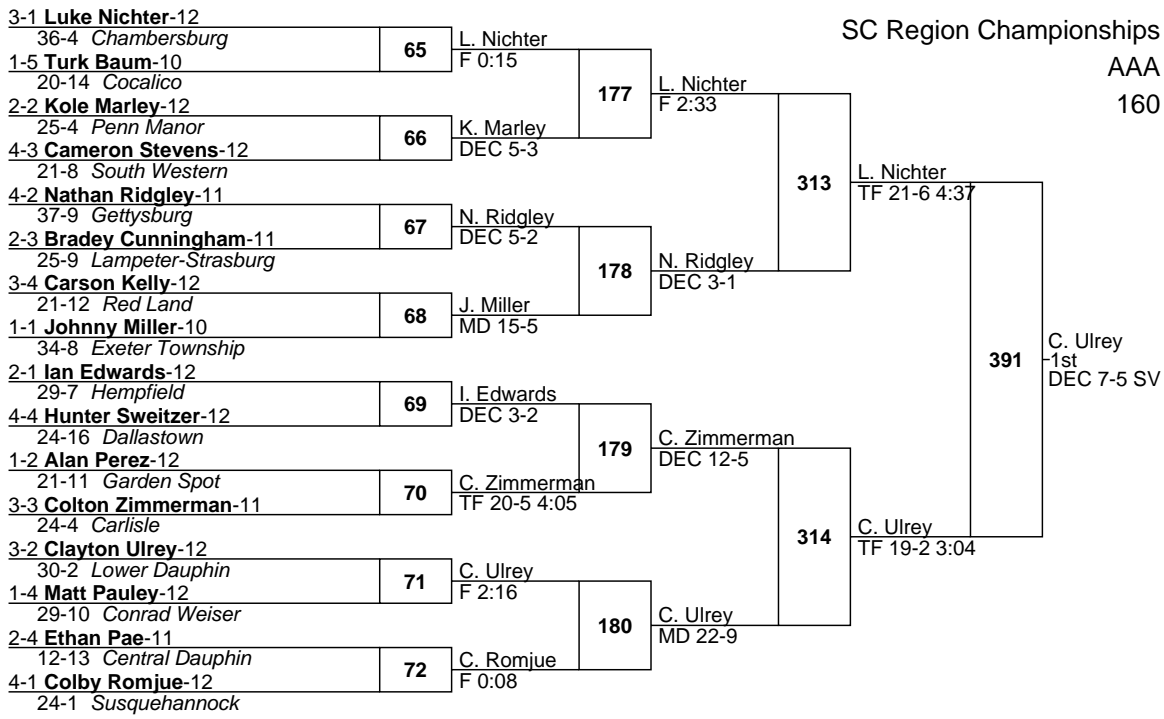 SC Region Championships
AAA
160
3-1 Luke Nichter-12
36-4 Chambersburg
1-5 Turk Baum-10
20-14 Cocalico
2-2 Kole Marley-12
25-4 Penn Manor
4-3 Cameron Stevens-12
21-8 South Western
4-2 Nathan Ridgley-11
37-9 Gettysburg
2-3 Bradey Cunningham-11
25-9 Lampeter-Strasburg
3-4 Carson Kelly-12
21-12 Red Land
1-1 Johnny Miller-10
34-8 Exeter Township
2-1 Ian Edwards-12
29-7 Hempfield
4-4 Hunter Sweitzer-12
24-16 Dallastown
1-2 Alan Perez-12
21-11 Garden Spot
3-3 Colton Zimmerman-11
24-4 Carlisle
3-2 Clayton Ulrey-12
30-2 Lower Dauphin
1-4 Matt Pauley-12
29-10 Conrad Weiser
2-4 Ethan Pae-11
12-13 Central Dauphin
4-1 Colby Romjue-12
24-1 Susquehannock
65
66
67
68
69
70
71
72
L. Nichter
F 0:15
K. Marley
DEC 5-3
N. Ridgley
DEC 5-2
J. Miller
MD 15-5
I. Edwards
DEC 3-2
C. Zimmerman
TF 20-5 4:05
C. Ulrey
F 2:16
C. Romjue
F 0:08
177
178
179
180
L. Nichter
F 2:33
N. Ridgley
DEC 3-1
C. Zimmerman
DEC 12-5
C. Ulrey
MD 22-9
313
314
L. Nichter
TF 21-6 4:37
C. Ulrey
TF 19-2 3:04
391
C. Ulrey
1st
DEC 7-5 SV